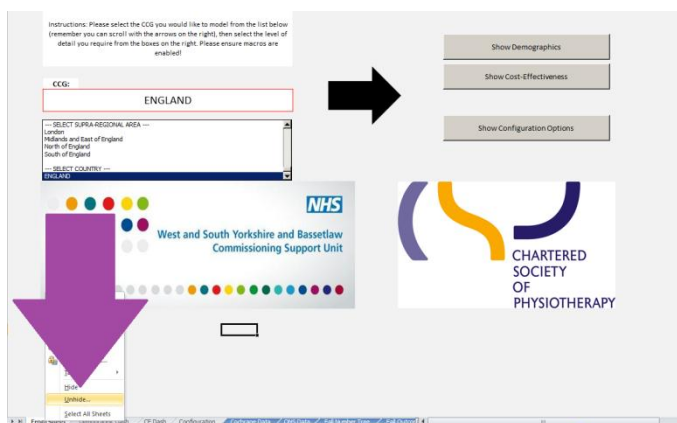 Instructions: Please select the CCG you would like to model from the list below
(remember you can scroll with the arrows on the right), then select the level of
detail you require from the boxes on the right. Please ensure macros are
enabled!
CCG:
ENGLAND
--- SELECT SUPRA-REGIONAL AREA ---
London
Midlands and East of England
North of England
South of England
--- SELECT COUNTRY ---
ENGLAND
Show Demographics
Show Cost-Effectiveness
Show Configuration Options
NHS
West and South Yorkshire and Bassetlaw
Commissioning Support Unit
CHARTERED
SOCIETY
OF
PHYSIOTHERAPY
Hide
Unhide...
Select All Sheets
CE Dash
Configuration